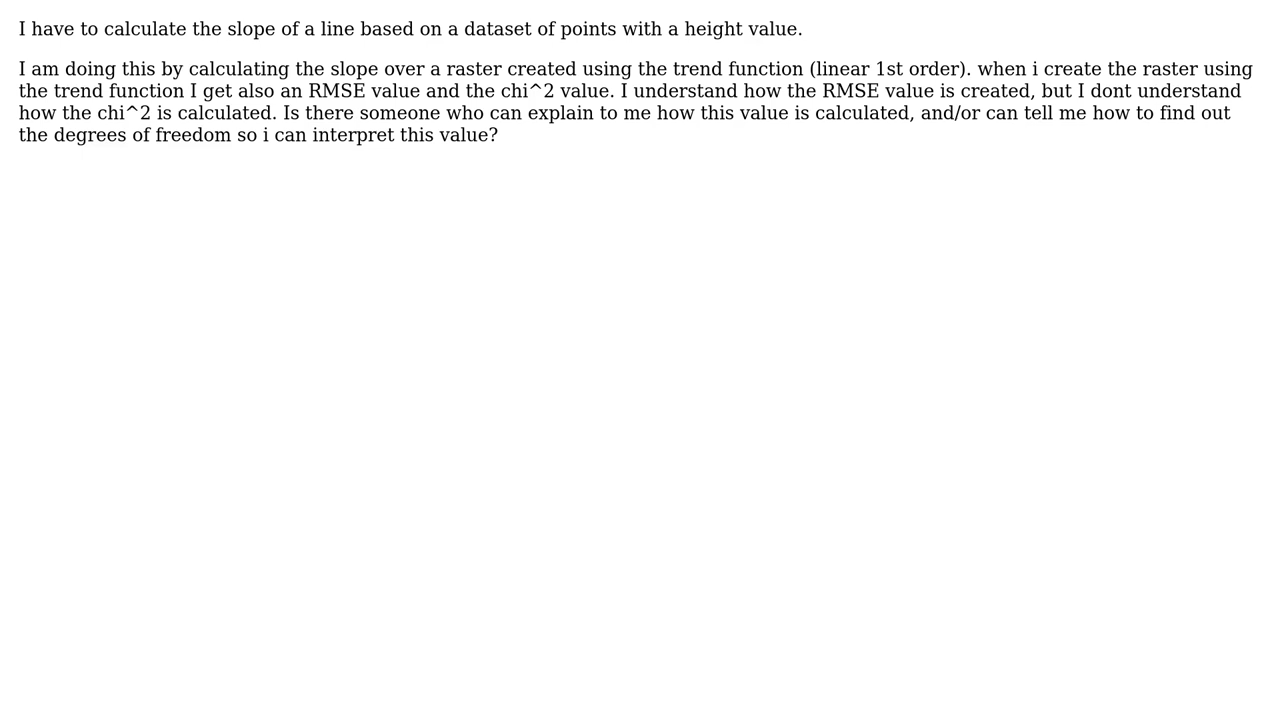 I have to calculate the slope of a line based on a dataset of points with a height value.
I am doing this by calculating the slope over a raster created using the trend function (linear 1st order). when i create the raster using
the trend function I get also an RMSE value and the chi^2 value. I understand how the RMSE value is created, but I dont understand
how the chi^2 is calculated. Is there someone who can explain to me how this value is calculated, and/or can tell me how to find out
the degrees of freedom so i can interpret this value?